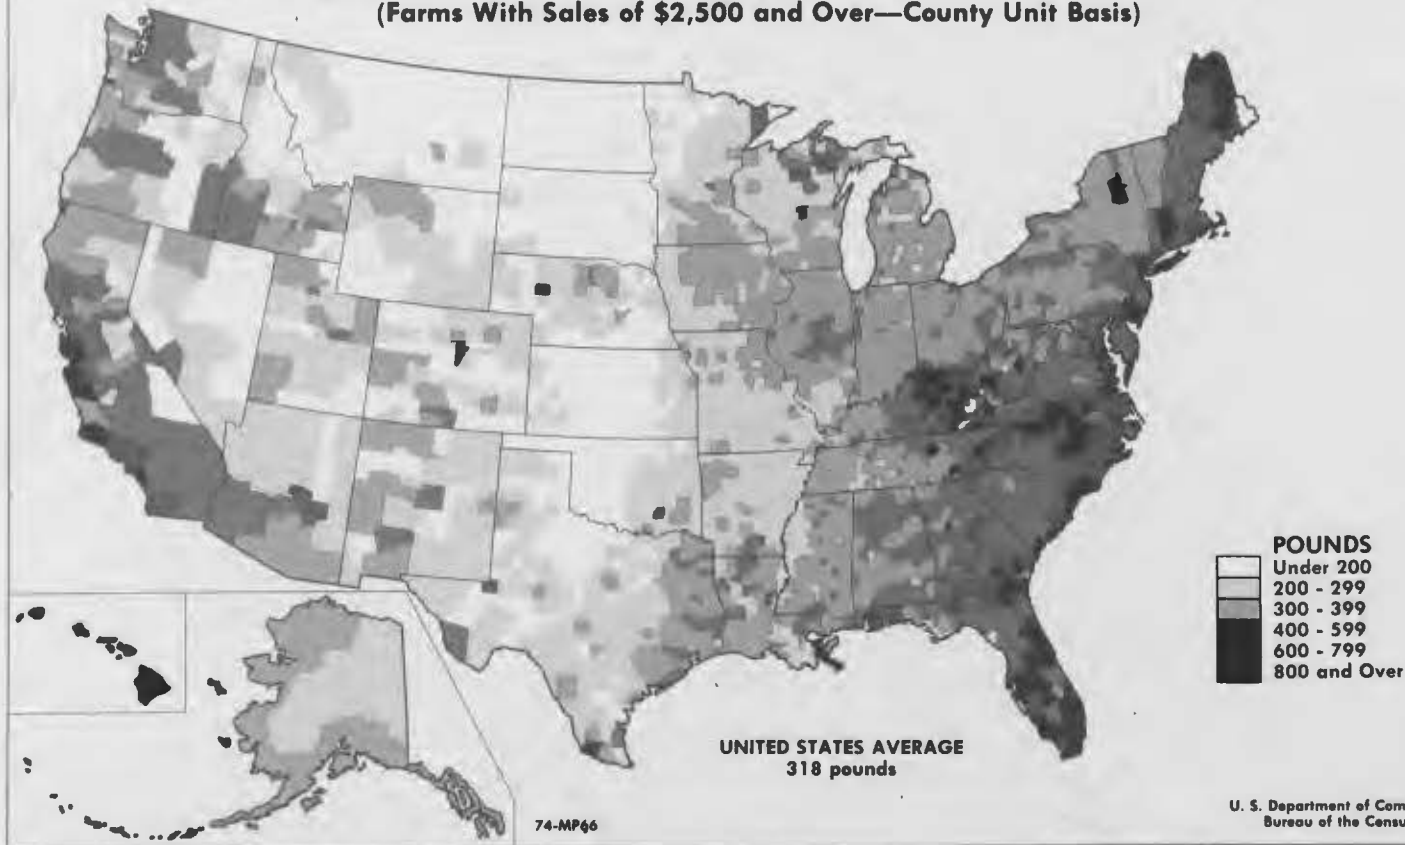 (Farms With Sales of $2,500 and Over—County Unit Basis)
POUNDS
Under 200
200 - 299
300 - 399
400 - 599
600 - 799
800 and Over
UNITED STATES AVERAGE
318 pounds
74-MP66
U. S. Department of Com
Bureau of the Censu